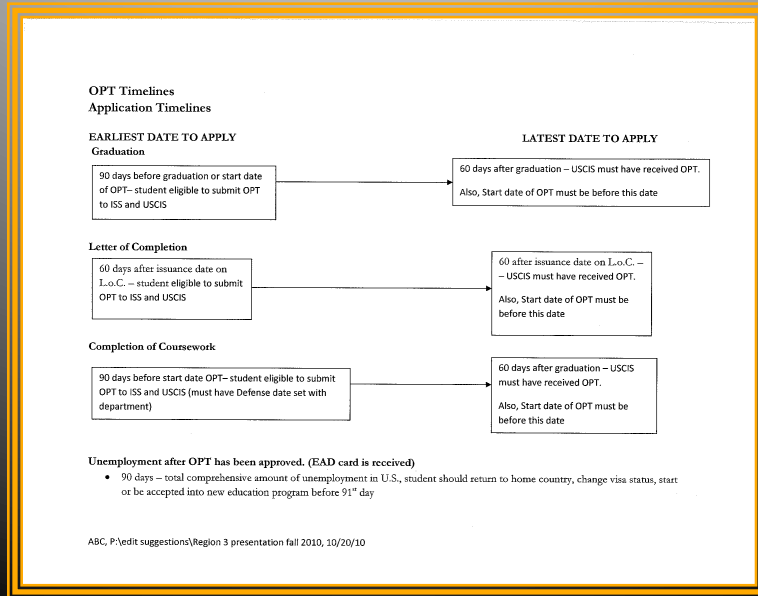 OPT Timelines
Application Timelines
EARLIEST DATE TO APPLY
LATEST DATE TO APPLY
Graduation
90 days before graduation or start date
of OPT– student eligible to submit OPT
to ISS and USCIS
60 days after graduation – USCIS must have received OPT.
Also, Start date of OPT must be before this date
Letter of Completion
60 days after issuance date on
L.o.C. – student eligible to submit
OPT to ISS and USCIS
60 after issuance date on L.o.C. –
– USCIS must have received OPT.
Also, Start date of OPT must be
before this date
Completion of Coursework
90 days before start date OPT– student eligible to submit
OPT to ISS and USCIS (must have Defense date set with
department)
60 days after graduation – USCIS
must have received OPT.
Also, Start date of OPT must be
before this date
Unemployment after OPT has been approved. (EAD card is received)
• 90 days – total comprehensive amount of unemployment in U.S., student should return to home country, change visa status, start
or be accepted into new education program before 91st day
ABC, P:\edit suggestions\Region 3 presentation fall 2010, 10/20/10